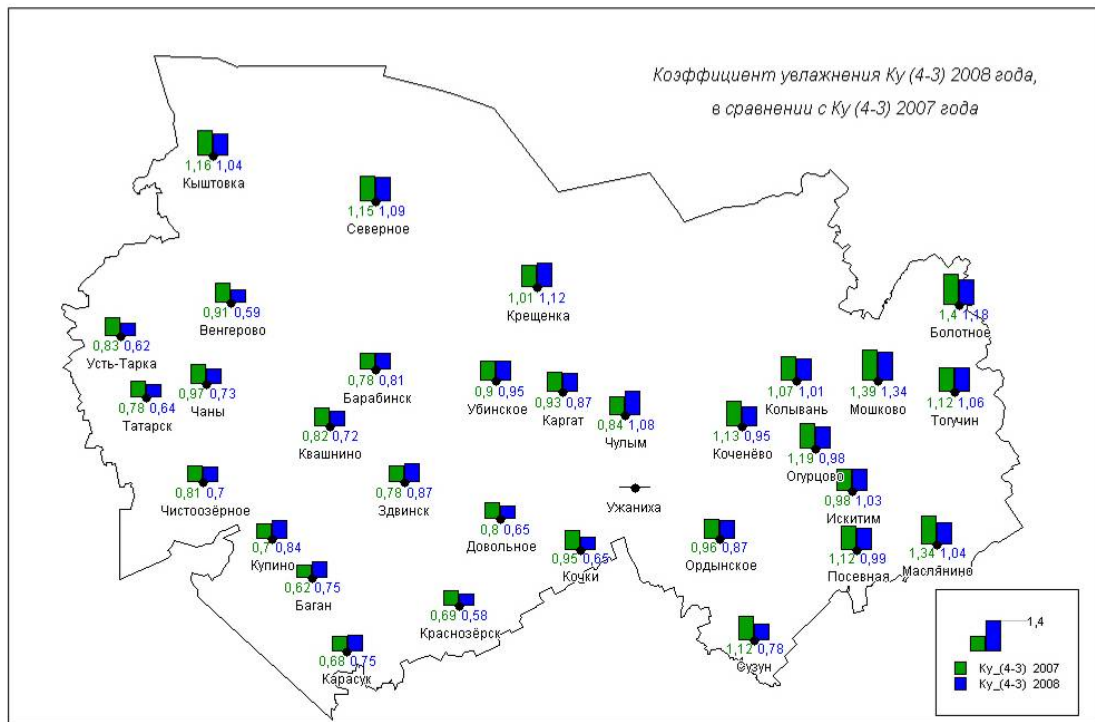 Коэффициент увлажнения Ку (4-3) 2008 года,
в сравнении с Ку (4-3) 2007 года
1,16 1,04
Кыштовка
1,15 1,09
Северное
1,01 1,12
Крещенка
0,91 0,59
Венгерово
1,4 1,18
Болотное
0,83 0,62
Усть-Тарка
0,97 0,73
Чаны
0,78 0,64
Татарск
0,78 0,81
Барабинск
0,9 0,95
Убинское
0,93 0,87
Каргат
0,84 1,08
Чулым
1,07 1,01
Колывань
1,39 1,34
Мошково
1,12 1,06
Тогучин
0,82 0,72
Квашнино
1,13 0,95
Коченёво
1,19 0,98
Огурцово
0,81 0,7
Чистоозёрное
0,78 0,87
Здвинск
Ужаниха
0,98 1,03
Искитим
0,8 0,65
Довольное
0,7 0,84
Купино
0,95 0,65
Кочки
0,96 0,87
Ордынское
1,12 0,99
Посевная
1,34 1,04
Маслянино
0,62 0,75
Баган
0,69 0,58
Краснозёрск
0,68 0,75
Карасук
1,12 0,78
Сузун
1,4
Ку_(4-3) 2007
Ку_(4-3) 2008